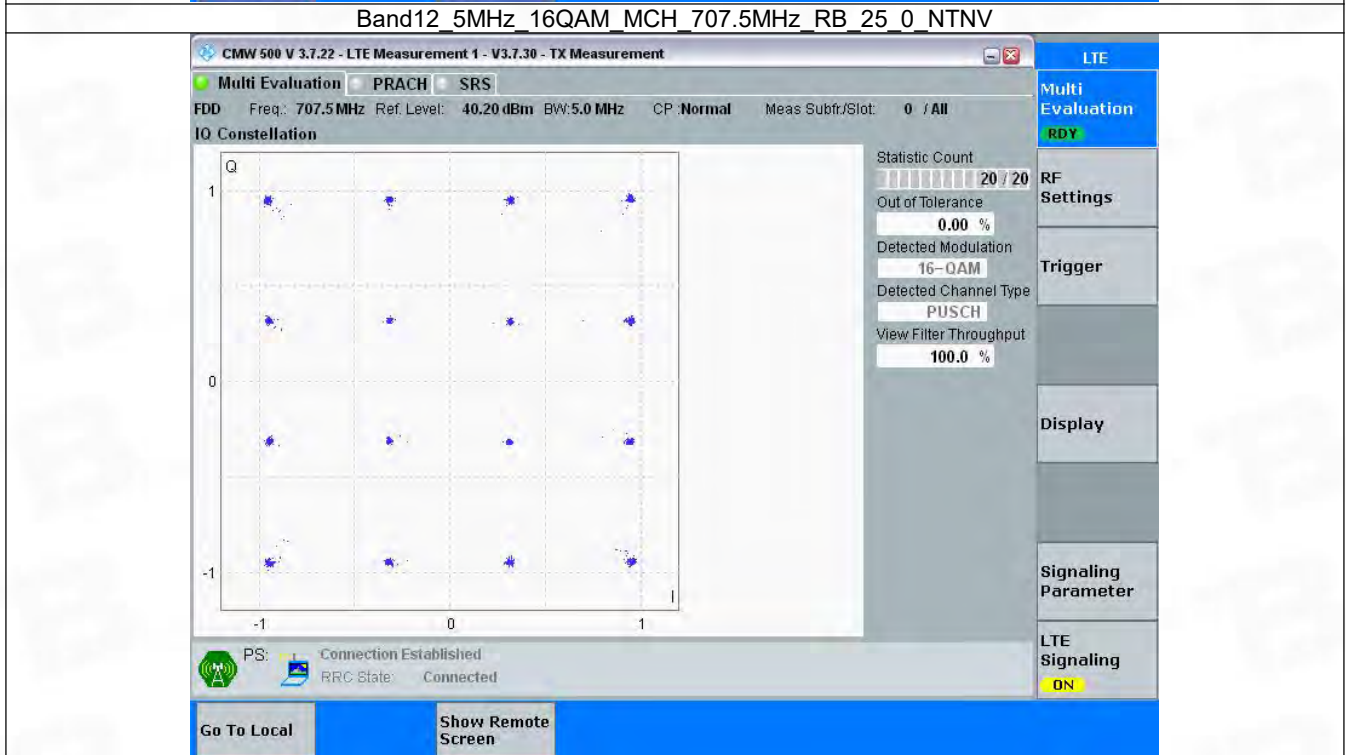 Band12_5MHz_16QAM_MCH_707.5MHz_RB_25_0_NTNV
CMW 500 V 3.7.22 - LTE Measurement 1 - V3.7.30 - TX Measurement
LTE
Multi Evaluation PRACH SRS
Multi
Evaluation
RDY
FDD Freq.: 707.5 MHz Ref. Level: 40.20 dBm BW:5.0 MHz CP :Normal Meas Subfr./Slot: 0 / All
IQ Constellation
Q
1
0
-1
-1 0 1
I
Statistic Count
20 / 20
Out of Tolerance
0.00 %
Detected Modulation
16-QAM
Detected Channel Type
PUSCH
View Filter Throughput
100.0 %
RF
Settings
Trigger
Display
Signaling
Parameter
LTE
Signaling
ON
PS: Connection Established
RRC State: Connected
Go To Local
Show Remote
Screen